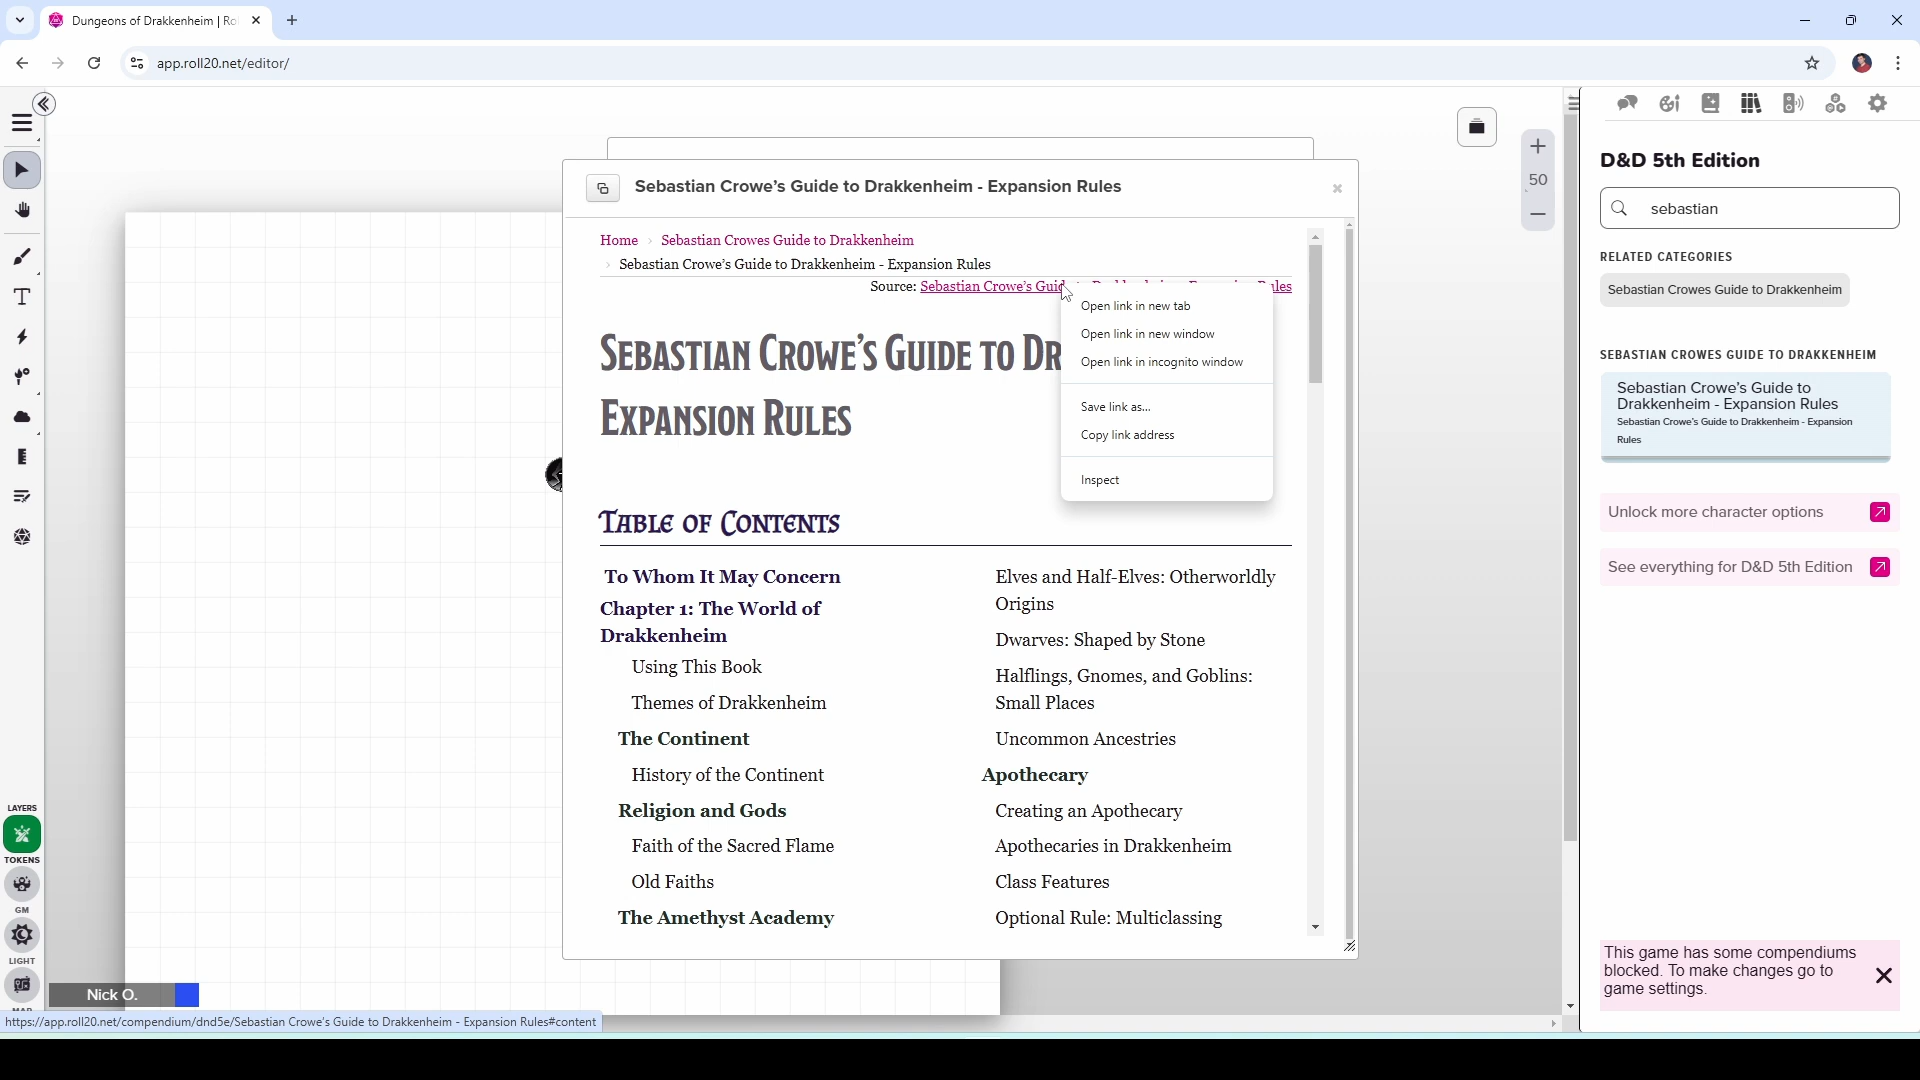 Dungeons of Drakkenheim | Ro
app.roll20.net/editor/
D&D 5th Edition
sebastian
RELATED CATEGORIES
Sebastian Crowes Guide to Drakkenheim
SEBASTIAN CROWES GUIDE TO DRAKKENHEIM
Sebastian Crowe's Guide to
Drakkenheim - Expansion Rules
Sebastian Crowe's Guide to Drakkenheim - Expansion
Rules
Unlock more character options
See everything for D&D 5th Edition
This game has some compendiums
blocked. To make changes go to
game settings.
50
Sebastian Crowe's Guide to Drakkenheim - Expansion Rules
Home › Sebastian Crowes Guide to Drakkenheim
› Sebastian Crowe's Guide to Drakkenheim - Expansion Rules
Source: Sebastian Crowe's Guid
les
Open link in new tab
Open link in new window
Open link in incognito window
Save link as...
Copy link address
Inspect
Sebastian Crowe's Guide to Dr
Expansion Rules
Table of Contents
To Whom It May Concern
Chapter 1: The World of
Drakkenheim
Using This Book
Themes of Drakkenheim
The Continent
History of the Continent
Religion and Gods
Faith of the Sacred Flame
Old Faiths
The Amethyst Academy
Elves and Half-Elves: Otherworldly
Origins
Dwarves: Shaped by Stone
Halflings, Gnomes, and Goblins:
Small Places
Uncommon Ancestries
Apothecary
Creating an Apothecary
Apothecaries in Drakkenheim
Class Features
Optional Rule: Multiclassing
LAYERS
TOKENS
GM
LIGHT
Nick O.
https://app.roll20.net/compendium/dnd5e/Sebastian Crowe's Guide to Drakkenheim - Expansion Rules#content